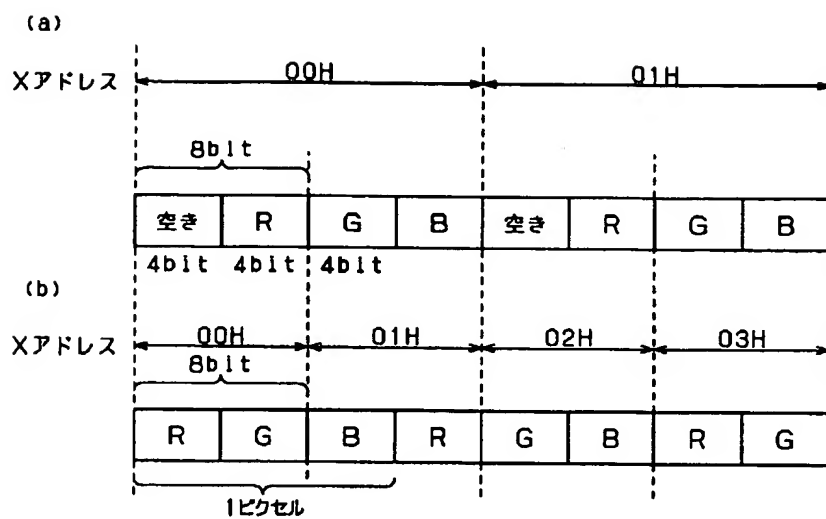 (a)
Xアドレス 00H 01H
8bit
空き R G B 空き R G B
4bit 4bit 4bit
(b)
Xアドレス 00H 01H 02H 03H
8bit
R G B R G B R G
1ピクセル